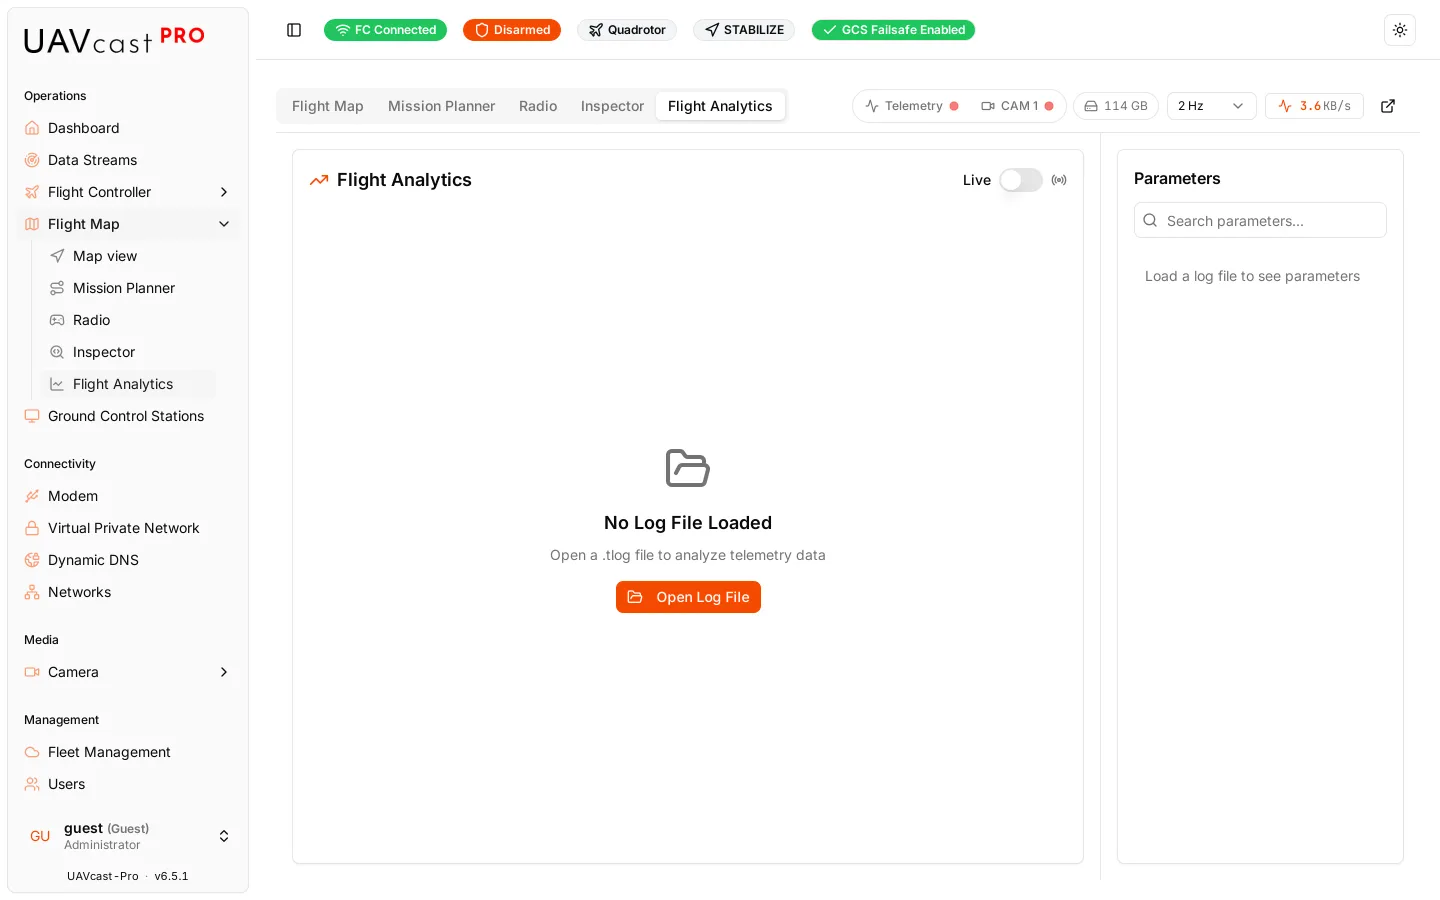 UAVcast PRO
Operations
Dashboard
Data Streams
Flight Controller
Flight Map
Map view
Mission Planner
Radio
Inspector
Flight Analytics
Ground Control Stations
Connectivity
Modem
Virtual Private Network
Dynamic DNS
Networks
Media
Camera
Management
Fleet Management
Users
GU
guest (Guest)
Administrator
UAVcast-Pro · v6.5.1
FC Connected
Disarmed
Quadrotor
STABILIZE
GCS Failsafe Enabled
Flight Map
Mission Planner
Radio
Inspector
Flight Analytics
Telemetry
CAM 1
114 GB
2 Hz
3.6KB/s
Flight Analytics
Live
No Log File Loaded
Open a .tlog file to analyze telemetry data
Open Log File
Parameters
Search parameters...
Load a log file to see parameters